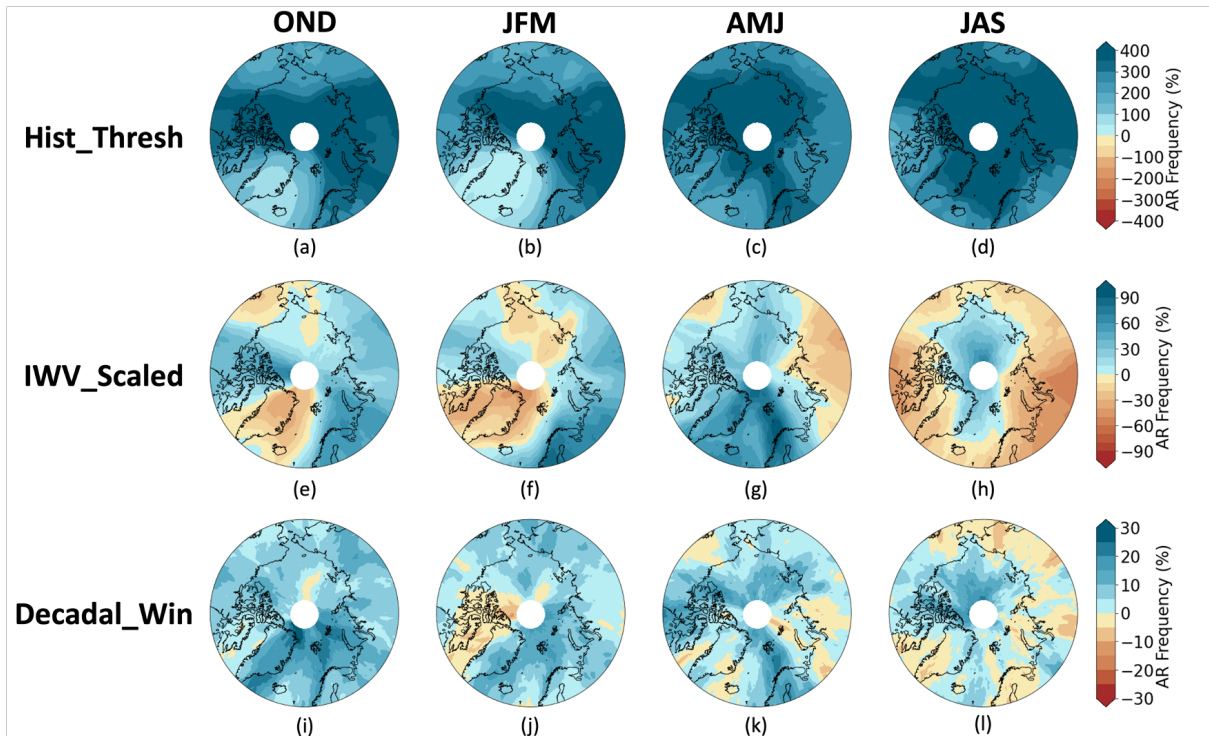 OND JFM AMJ JAS
Hist_Thresh
400
300
200
100
0
−100
−200
−300
−400
AR Frequency (%)
(a) (b) (c) (d)
IWV_Scaled
90
60
30
0
−30
−60
−90
AR Frequency (%)
(e) (f) (g) (h)
Decadal_Win
30
20
10
0
−10
−20
−30
AR Frequency (%)
(i) (j) (k) (l)